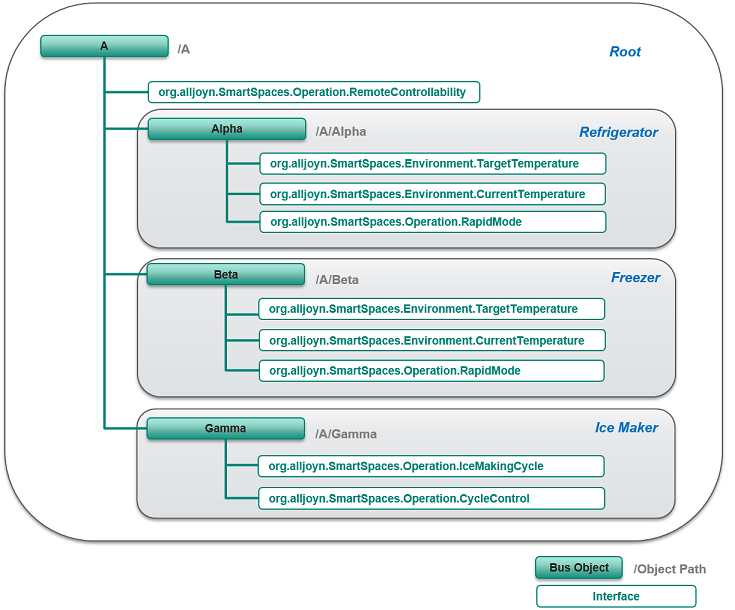 A /A
Root
org.alljoyn.SmartSpaces.Operation.RemoteControllability
Alpha /A/Alpha
Refrigerator
org.alljoyn.SmartSpaces.Environment.TargetTemperature
org.alljoyn.SmartSpaces.Environment.CurrentTemperature
org.alljoyn.SmartSpaces.Operation.RapidMode
Beta /A/Beta
Freezer
org.alljoyn.SmartSpaces.Environment.TargetTemperature
org.alljoyn.SmartSpaces.Environment.CurrentTemperature
org.alljoyn.SmartSpaces.Operation.RapidMode
Gamma /A/Gamma
Ice Maker
org.alljoyn.SmartSpaces.Operation.IceMakingCycle
org.alljoyn.SmartSpaces.Operation.CycleControl
Bus Object /Object Path
Interface